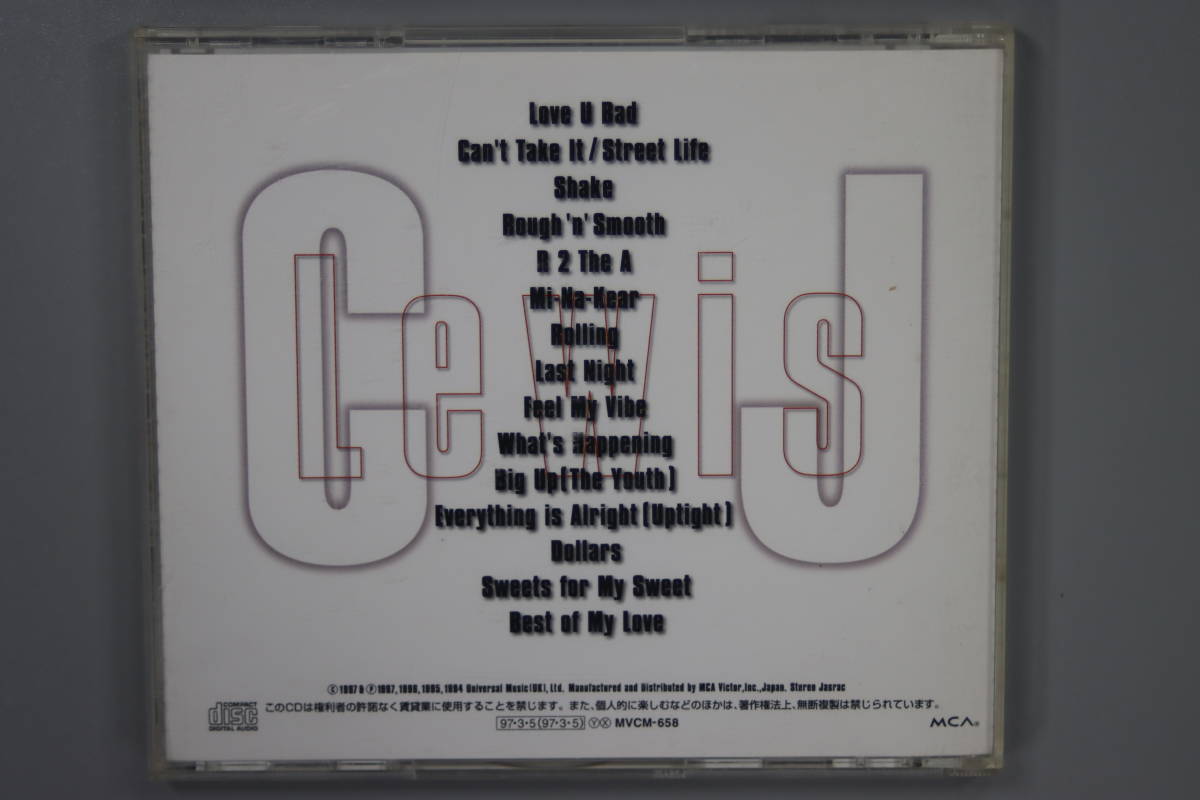 Love U Bad
Can't Take It/Street Life
Shake
Rough 'n' Smooth
R 2 The A
Mi-Na-Kear
Rolling
Last Night
Feel My Vibe
What's Happening
Big Up(The Youth)
Everything is Alright(Uptight)
Dollars
Sweets for My Sweet
Best of My Love
CJ
Lewis
Ⓒ1997 & Ⓟ1997,1996,1995,1994 Universal Music(UK),Ltd. Manufactured and Distributed by MCA Victor,Inc.,Japan. Stereo Jasrac
COMPACT disc DIGITAL AUDIO
このCDは権利者の許諾なく賃貸業に使用することを禁じます。また、個人的に楽しむなどのほかは、著作権法上、無断複製は禁じられています。
97・3・5(97・3・5) ⓎⓍ MVCM-658
MCA®